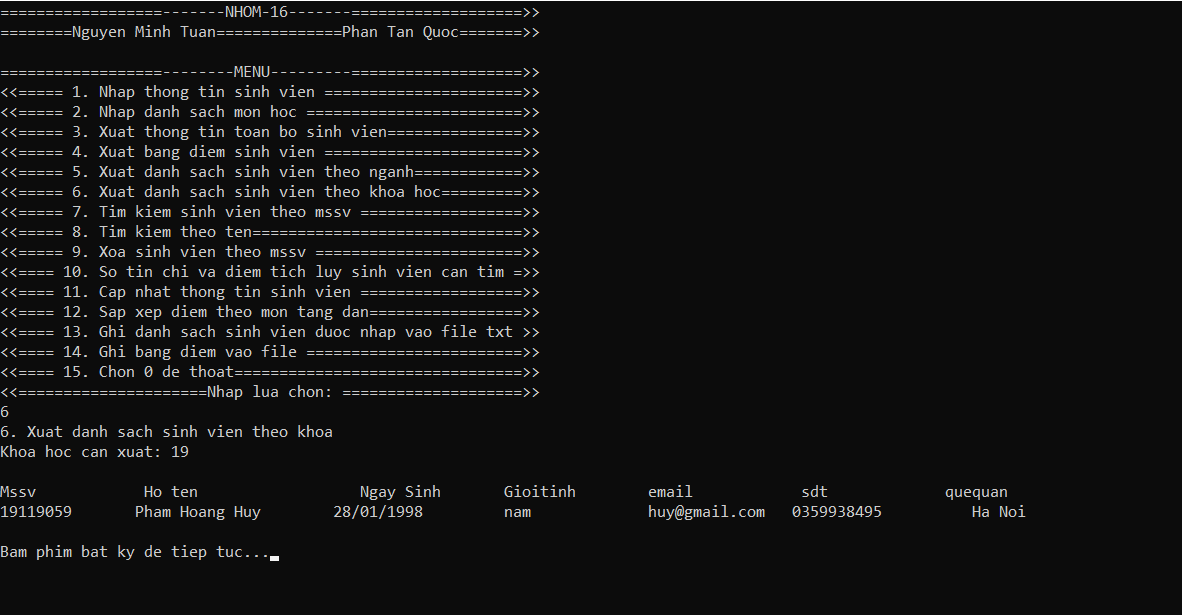 ==================-------NHOM-16-------===================>>
========Nguyen Minh Tuan==============Phan Tan Quoc=======>>
==================--------MENU---------===================>>
<<===== 1. Nhap thong tin sinh vien ======================>>
<<===== 2. Nhap danh sach mon hoc ========================>>
<<===== 3. Xuat thong tin toan bo sinh vien===============>>
<<===== 4. Xuat bang diem sinh vien ======================>>
<<===== 5. Xuat danh sach sinh vien theo nganh============>>
<<===== 6. Xuat danh sach sinh vien theo khoa hoc=========>>
<<===== 7. Tim kiem sinh vien theo mssv ==================>>
<<===== 8. Tim kiem theo ten==============================>>
<<===== 9. Xoa sinh vien theo mssv =======================>>
<<==== 10. So tin chi va diem tich luy sinh vien can tim =>>
<<==== 11. Cap nhat thong tin sinh vien ==================>>
<<==== 12. Sap xep diem theo mon tang dan=================>>
<<==== 13. Ghi danh sach sinh vien duoc nhap vao file txt >>
<<==== 14. Ghi bang diem vao file ========================>>
<<==== 15. Chon 0 de thoat================================>>
<<=====================Nhap lua chon: ====================>>
6
6. Xuat danh sach sinh vien theo khoa
Khoa hoc can xuat: 19
Mssv            Ho ten                  Ngay Sinh       Gioitinh        email            sdt             quequan
19119059       Pham Hoang Huy        28/01/1998         nam             huy@gmail.com   0359938495          Ha Noi
Bam phim bat ky de tiep tuc...